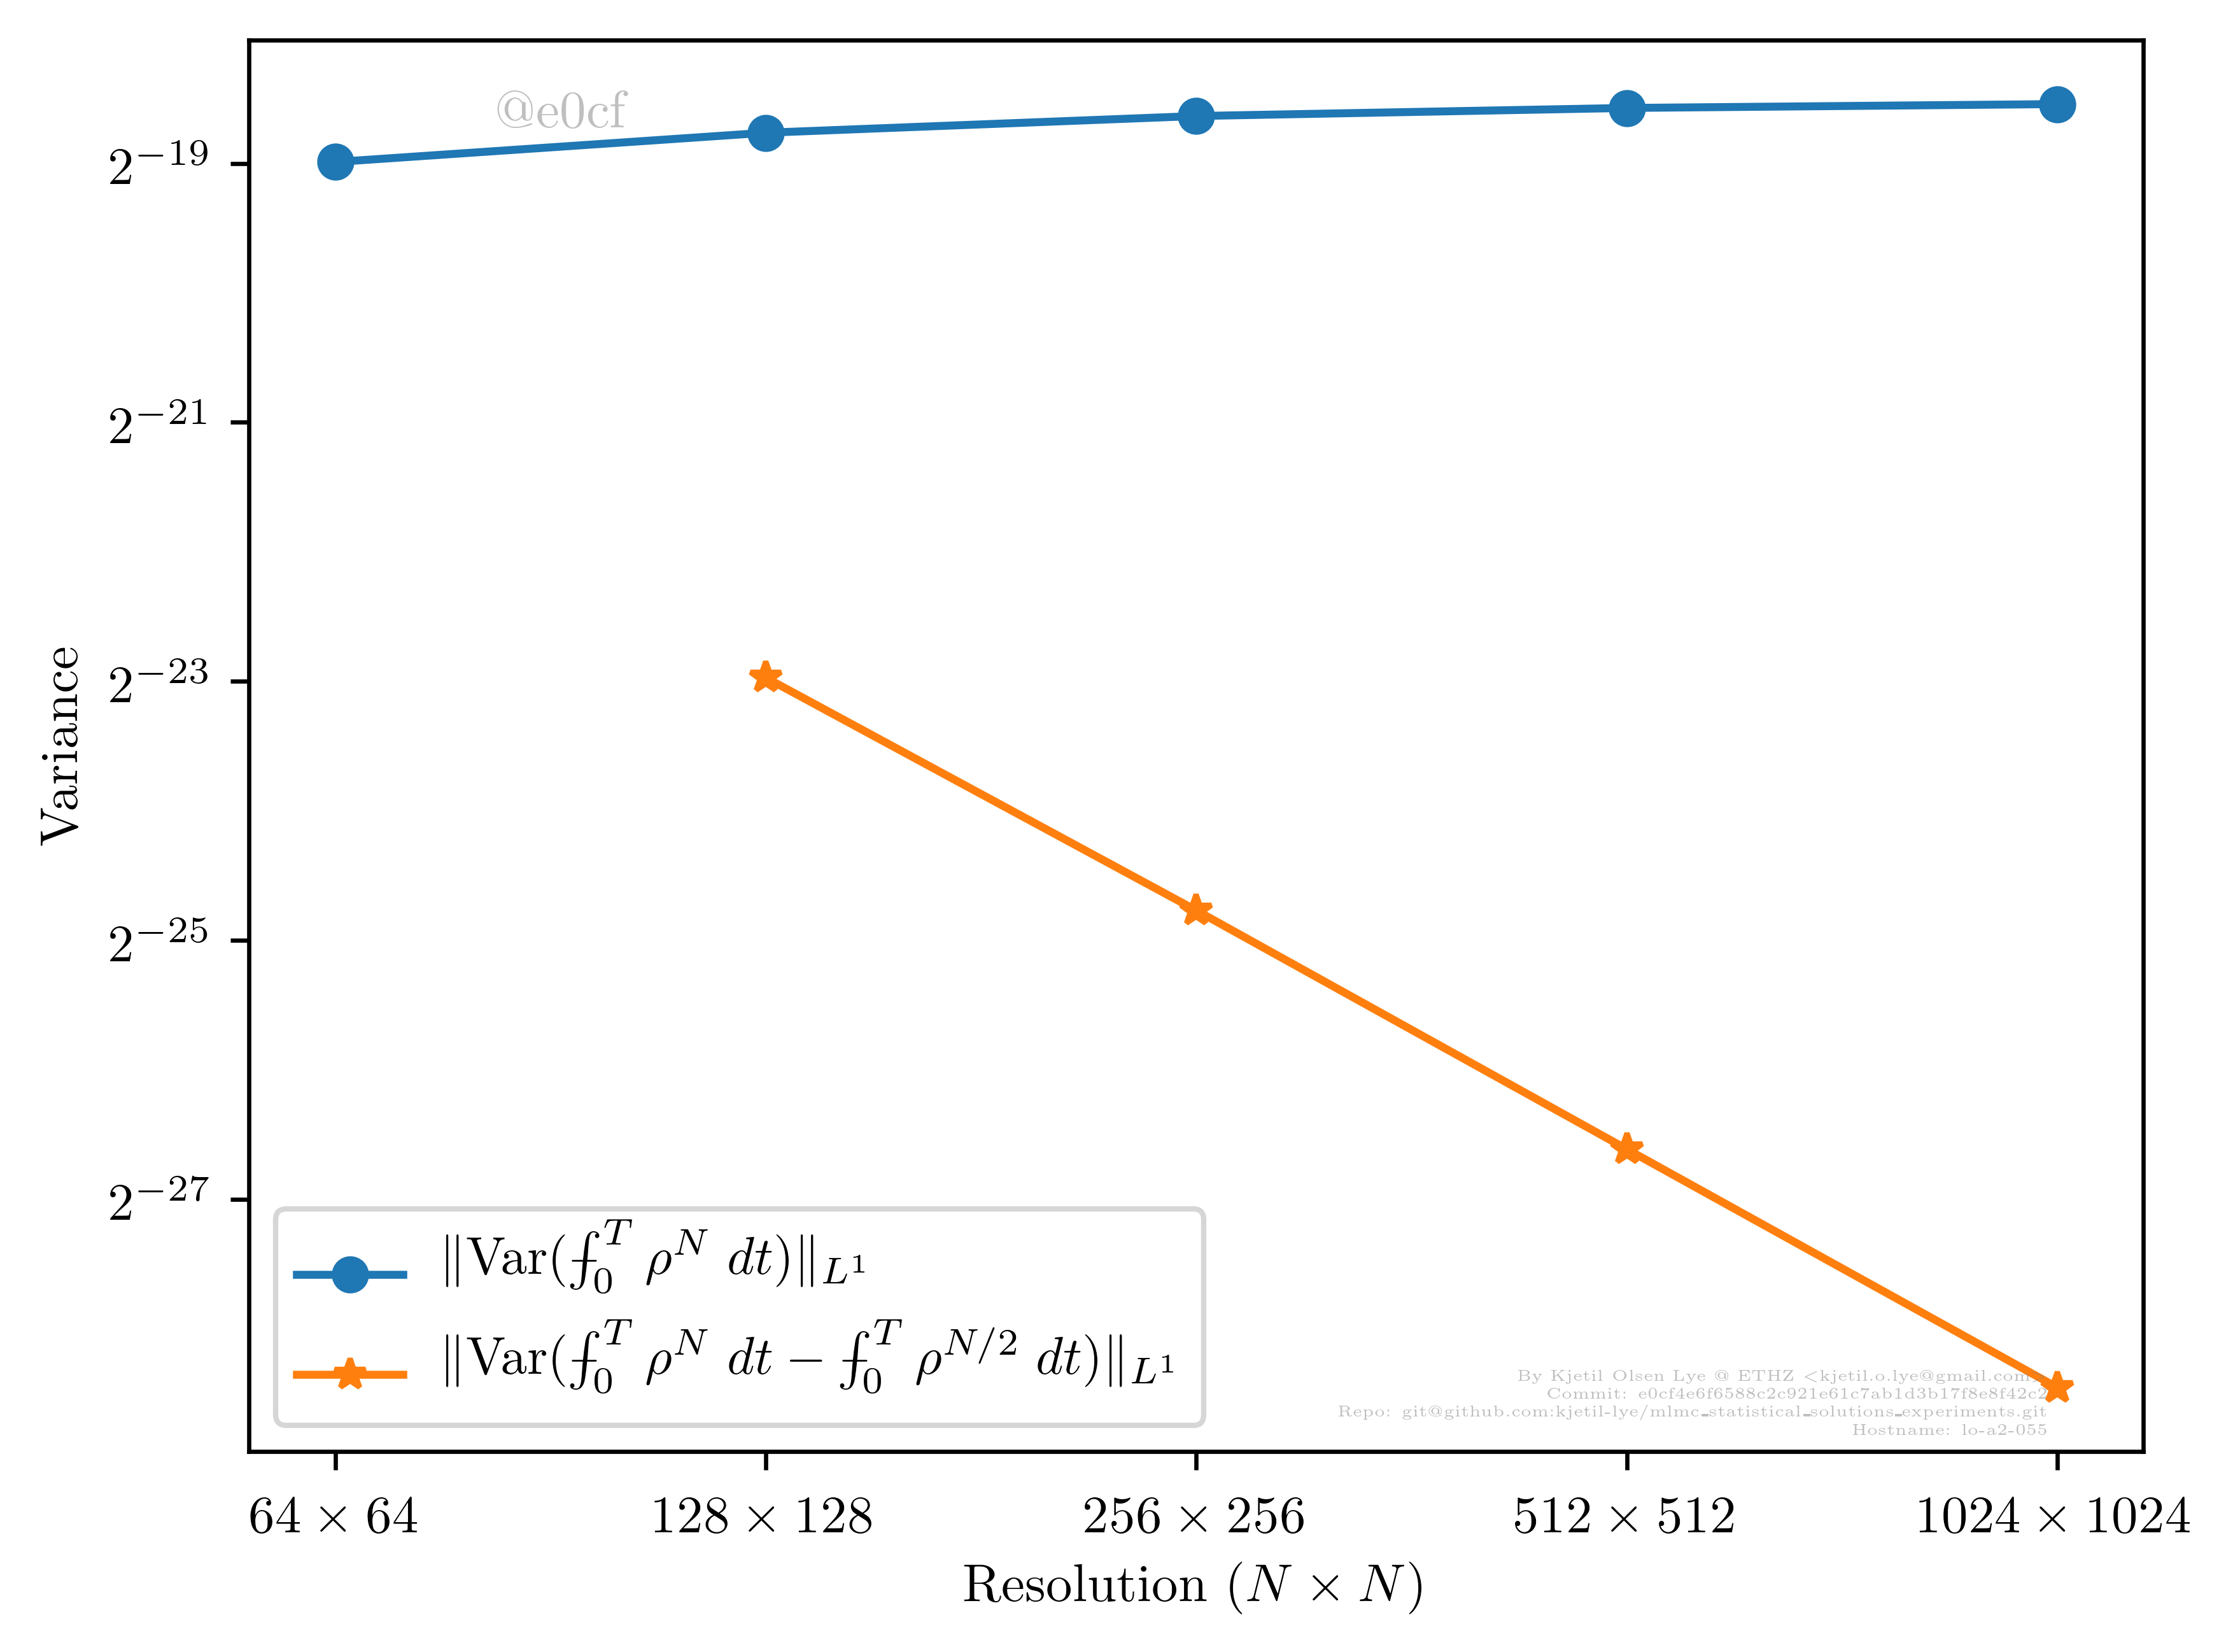 @e0cf
2^{-19}
2^{-21}
2^{-23}
2^{-25}
2^{-27}
Variance
‖Var(⨍_0^T ρ^N dt)‖_{L^1}
‖Var(⨍_0^T ρ^N dt − ⨍_0^T ρ^{N/2} dt)‖_{L^1}
By Kjetil Olsen Lye @ ETHZ <kjetil.o.lye@gmail.com>
Commit: e0cf4e6f6588c2c921e61c7ab1d3b17f8e8f42c2
Repo: git@github.com:kjetil-lye/mlmc_statistical_solutions_experiments.git
Hostname: lo-a2-055
64 × 64
128 × 128
256 × 256
512 × 512
1024 × 1024
Resolution (N × N)